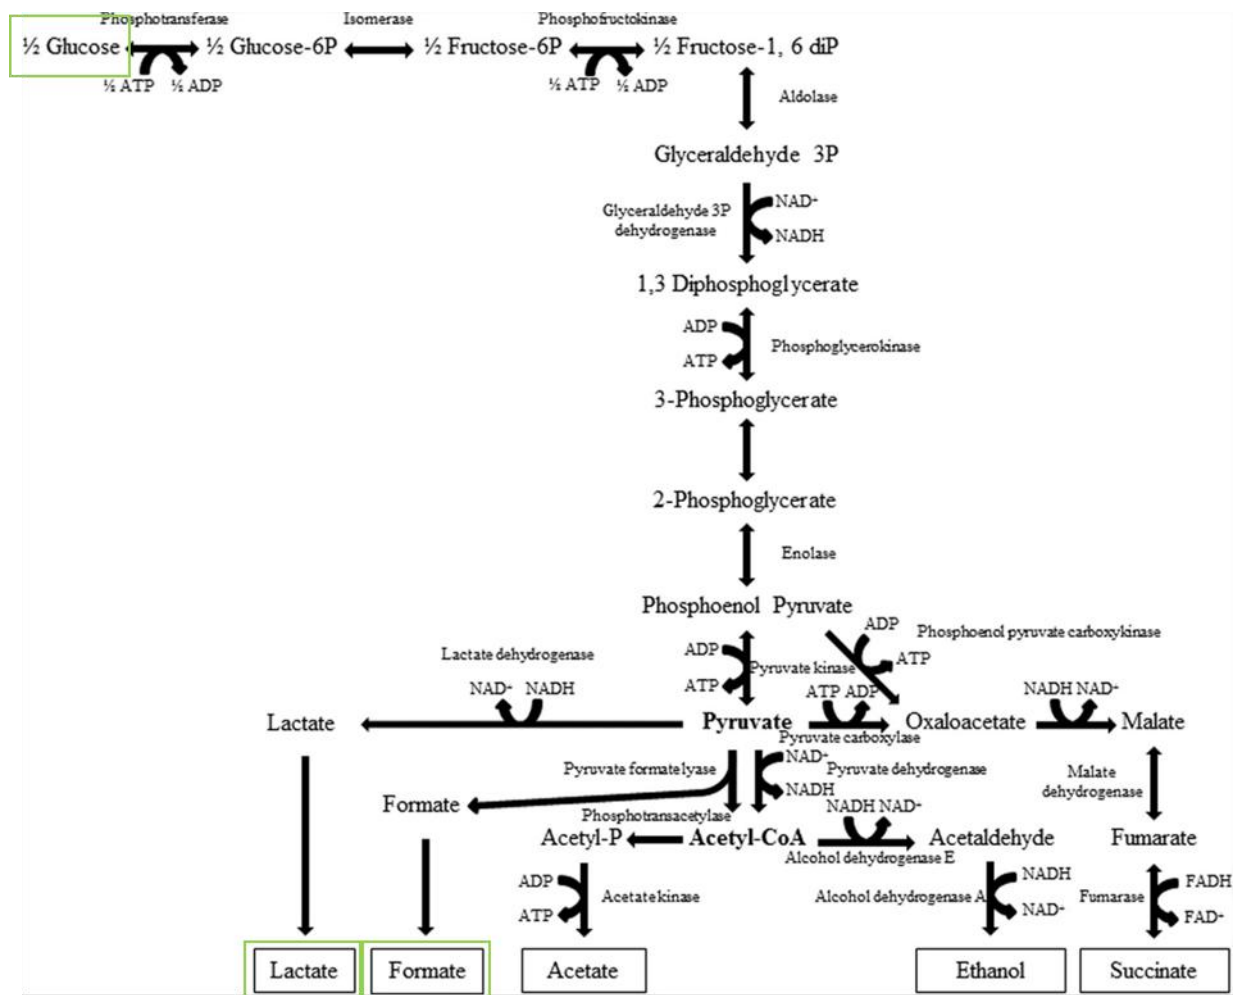 Phosphotransferase
Isomerase
Phosphofructokinase
½ Glucose
½ Glucose-6P
½ Fructose-6P
½ Fructose-1, 6 diP
½ ATP
½ ADP
½ ATP
½ ADP
Aldolase
Glyceraldehyde 3P
Glyceraldehyde 3P
dehydrogenase
NAD+
NADH
1,3 Diphosphoglycerate
ADP
ATP
Phosphoglycerokinase
3-Phosphoglycerate
2-Phosphoglycerate
Enolase
Phosphoenol Pyruvate
ADP
Phosphoenol pyruvate carboxykinase
ATP
Lactate dehydrogenase
ADP
Pyruvate kinase
ATP
NAD+ NADH
ATP ADP
NADH NAD+
Lactate
Pyruvate
Oxaloacetate
Malate
Pyruvate carboxylase
Pyruvate formate lyase
NAD+
NADH
Pyruvate dehydrogenase
Malate
dehydrogenase
Formate
Phosphotransacetylase
NADH NAD+
Acetyl-P
Acetyl-CoA
Acetaldehyde
Fumarate
Alcohol dehydrogenase E
ADP
ATP
Acetate kinase
Alcohol dehydrogenase A
NADH
NAD+
Fumarase
FADH
FAD+
Lactate
Formate
Acetate
Ethanol
Succinate